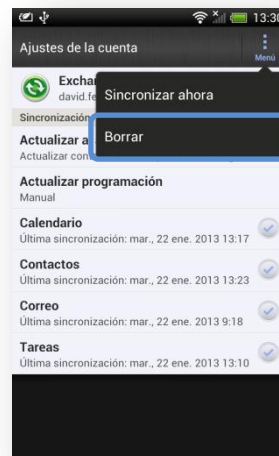 13:30
Ajustes de la cuenta
Menú
Exchan
david.fe
Sincronizar ahora
Sincronización
Borrar
Actualizar a
Actualizar con
Actualizar programación
Manual
Calendario
Última sincronización: mar., 22 ene. 2013 13:17
Contactos
Última sincronización: mar., 22 ene. 2013 13:23
Correo
Última sincronización: mar., 22 ene. 2013 9:18
Tareas
Última sincronización: mar., 22 ene. 2013 13:10